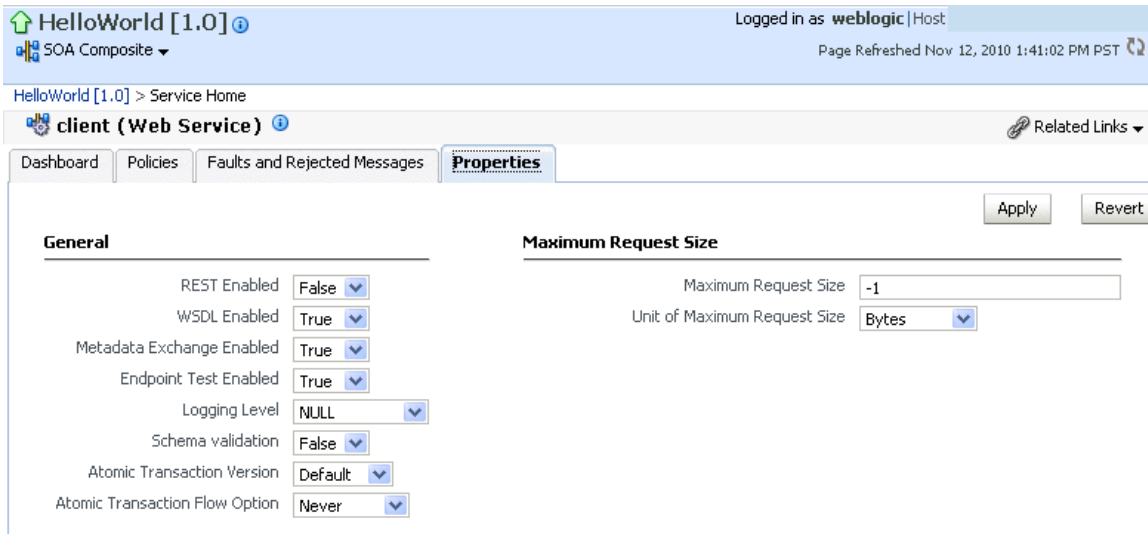 HelloWorld [1.0]
Logged in as weblogic|Host
SOA Composite
Page Refreshed Nov 12, 2010 1:41:02 PM PST
HelloWorld [1.0] > Service Home
client (Web Service)
Related Links
Dashboard Policies Faults and Rejected Messages Properties
Apply Revert
General
REST Enabled False
WSDL Enabled True
Metadata Exchange Enabled True
Endpoint Test Enabled True
Logging Level NULL
Schema validation False
Atomic Transaction Version Default
Atomic Transaction Flow Option Never
Maximum Request Size
Maximum Request Size -1
Unit of Maximum Request Size Bytes